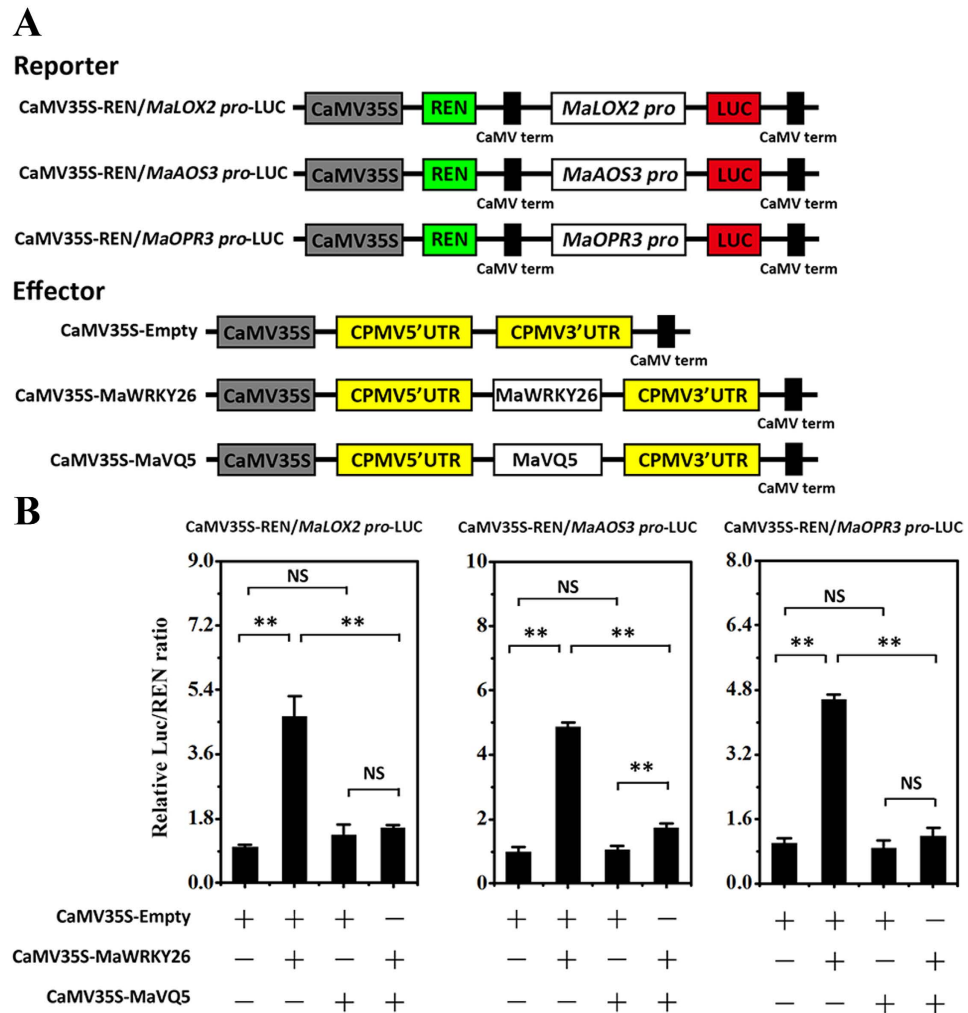 A
Reporter
CaMV35S-REN/MaLOX2 pro-LUC CaMV35S REN MaLOX2 pro LUC
CaMV term CaMV term
CaMV35S-REN/MaAOS3 pro-LUC CaMV35S REN MaAOS3 pro LUC
CaMV term CaMV term
CaMV35S-REN/MaOPR3 pro-LUC CaMV35S REN MaOPR3 pro LUC
CaMV term CaMV term
Effector
CaMV35S-Empty CaMV35S CPMV5'UTR CPMV3'UTR
CaMV term
CaMV35S-MaWRKY26 CaMV35S CPMV5'UTR MaWRKY26 CPMV3'UTR
CaMV term
CaMV35S-MaVQ5 CaMV35S CPMV5'UTR MaVQ5 CPMV3'UTR
CaMV term
B
CaMV35S-REN/MaLOX2 pro-LUC
Relative Luc/REN ratio
9.0
7.2
5.4
3.6
1.8
0.0
NS
** **
NS
CaMV35S-REN/MaAOS3 pro-LUC
10
8
6
4
2
0
NS
** **
**
CaMV35S-REN/MaOPR3 pro-LUC
8.0
6.4
4.8
3.2
1.6
0.0
NS
** **
NS
CaMV35S-Empty + + + − + + + − + + + −
CaMV35S-MaWRKY26 − + − + − + − + − + − +
CaMV35S-MaVQ5 − − + + − − + + − − + +